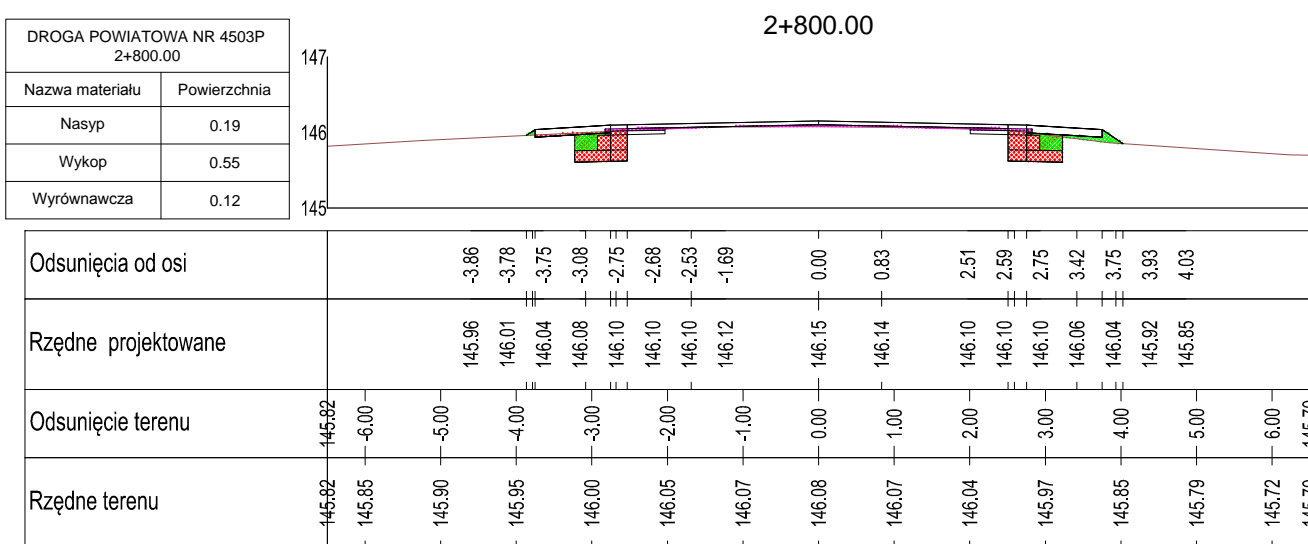 2+800.00
DROGA POWIATOWA NR 4503P
2+800.00
Nazwa materiału Powierzchnia
Nasyp 0.19
Wykop 0.55
Wyrównawcza 0.12
147
146
145
Odsunięcia od osi -3.86 -3.78 -3.75 -3.08 -2.75 -2.68 -2.53 -1.69 0.00 0.83 2.51 2.59 2.75 3.42 3.75 3.93 4.03
Rzędne projektowane 145.96 146.01 146.04 146.08 146.10 146.10 146.10 146.12 146.15 146.14 146.10 146.10 146.10 146.06 146.04 145.92 145.85
Odsunięcie terenu 145.82 -6.00 -5.00 -4.00 -3.00 -2.00 -1.00 0.00 1.00 2.00 3.00 4.00 5.00 6.00
Rzędne terenu 145.82 145.85 145.90 145.95 146.00 146.05 146.07 146.08 146.07 146.04 145.97 145.85 145.79 145.72